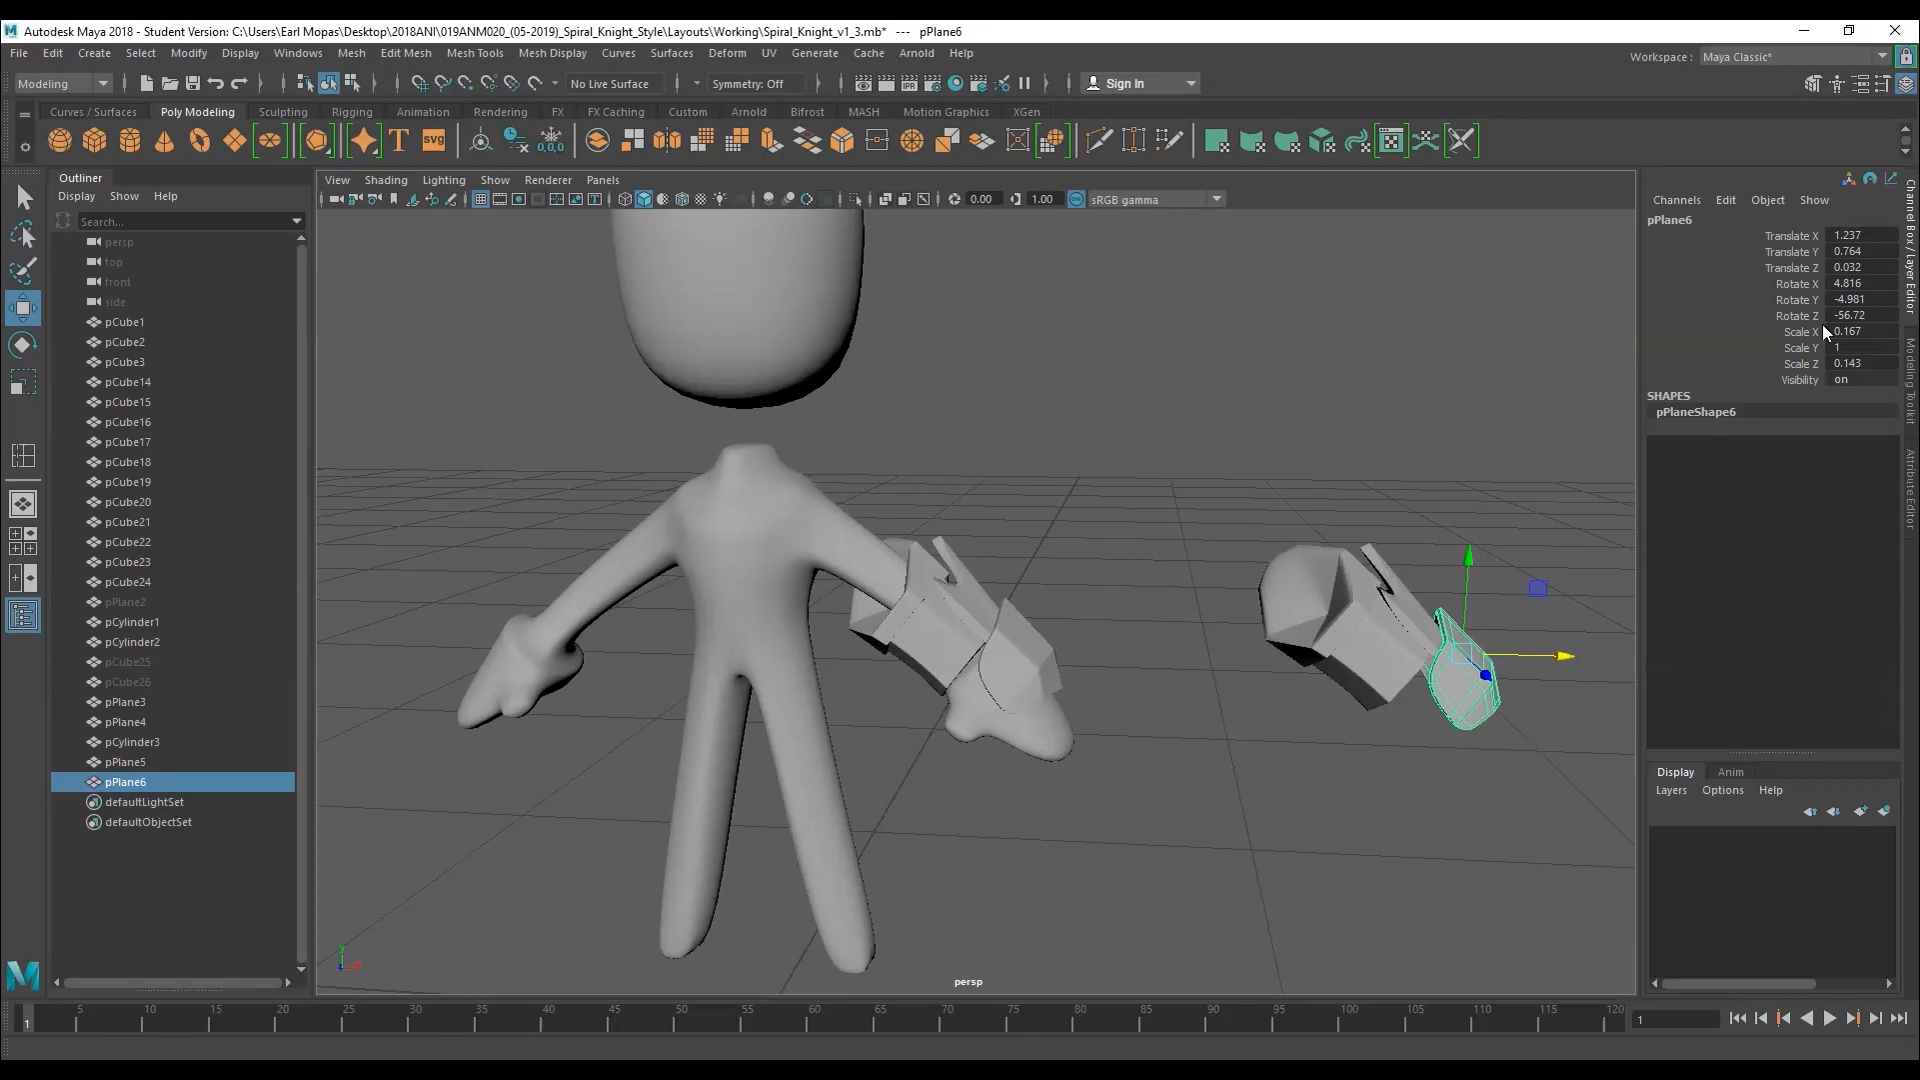 Autodesk Maya 2018 - Student Version: C:\Users\Earl Mopas\Desktop\2018ANI\019ANM020_(05-2019)_Spiral_Knight_Style\Layouts\Working\Spiral_Knight_v1_3.mb* --- pPlane6
File Edit Create Select Modify Display Windows Mesh Edit Mesh Mesh Tools Mesh Display Curves Surfaces Deform UV Generate Cache Arnold Help
Workspace : Maya Classic*
Modeling No Live Surface Symmetry: Off Sign In
Curves / Surfaces Poly Modeling Sculpting Rigging Animation Rendering FX FX Caching Custom Arnold Bifrost MASH Motion Graphics XGen
T SVG 0,0,0
Outliner
Display Show Help
Search...
persp
top
front
side
pCube1
pCube2
pCube3
pCube14
pCube15
pCube16
pCube17
pCube18
pCube19
pCube20
pCube21
pCube22
pCube23
pCube24
pPlane2
pCylinder1
pCylinder2
pCube25
pCube26
pPlane3
pPlane4
pCylinder3
pPlane5
pPlane6
defaultLightSet
defaultObjectSet
View Shading Lighting Show Renderer Panels
0.00 1.00 sRGB gamma
y
persp
Channels Edit Object Show
pPlane6
Translate X 1.237
Translate Y 0.764
Translate Z 0.032
Rotate X 4.816
Rotate Y -4.981
Rotate Z -56.72
Scale X 0.167
Scale Y 1
Scale Z 0.143
Visibility on
SHAPES
pPlaneShape6
Display Anim
Layers Options Help
Channel Box / Layer Editor
Modeling Toolkit
Attribute Editor
1 5 10 15 20 25 30 35 40 45 50 55 60 65 70 75 80 85 90 95 100 105 110 115 120
1